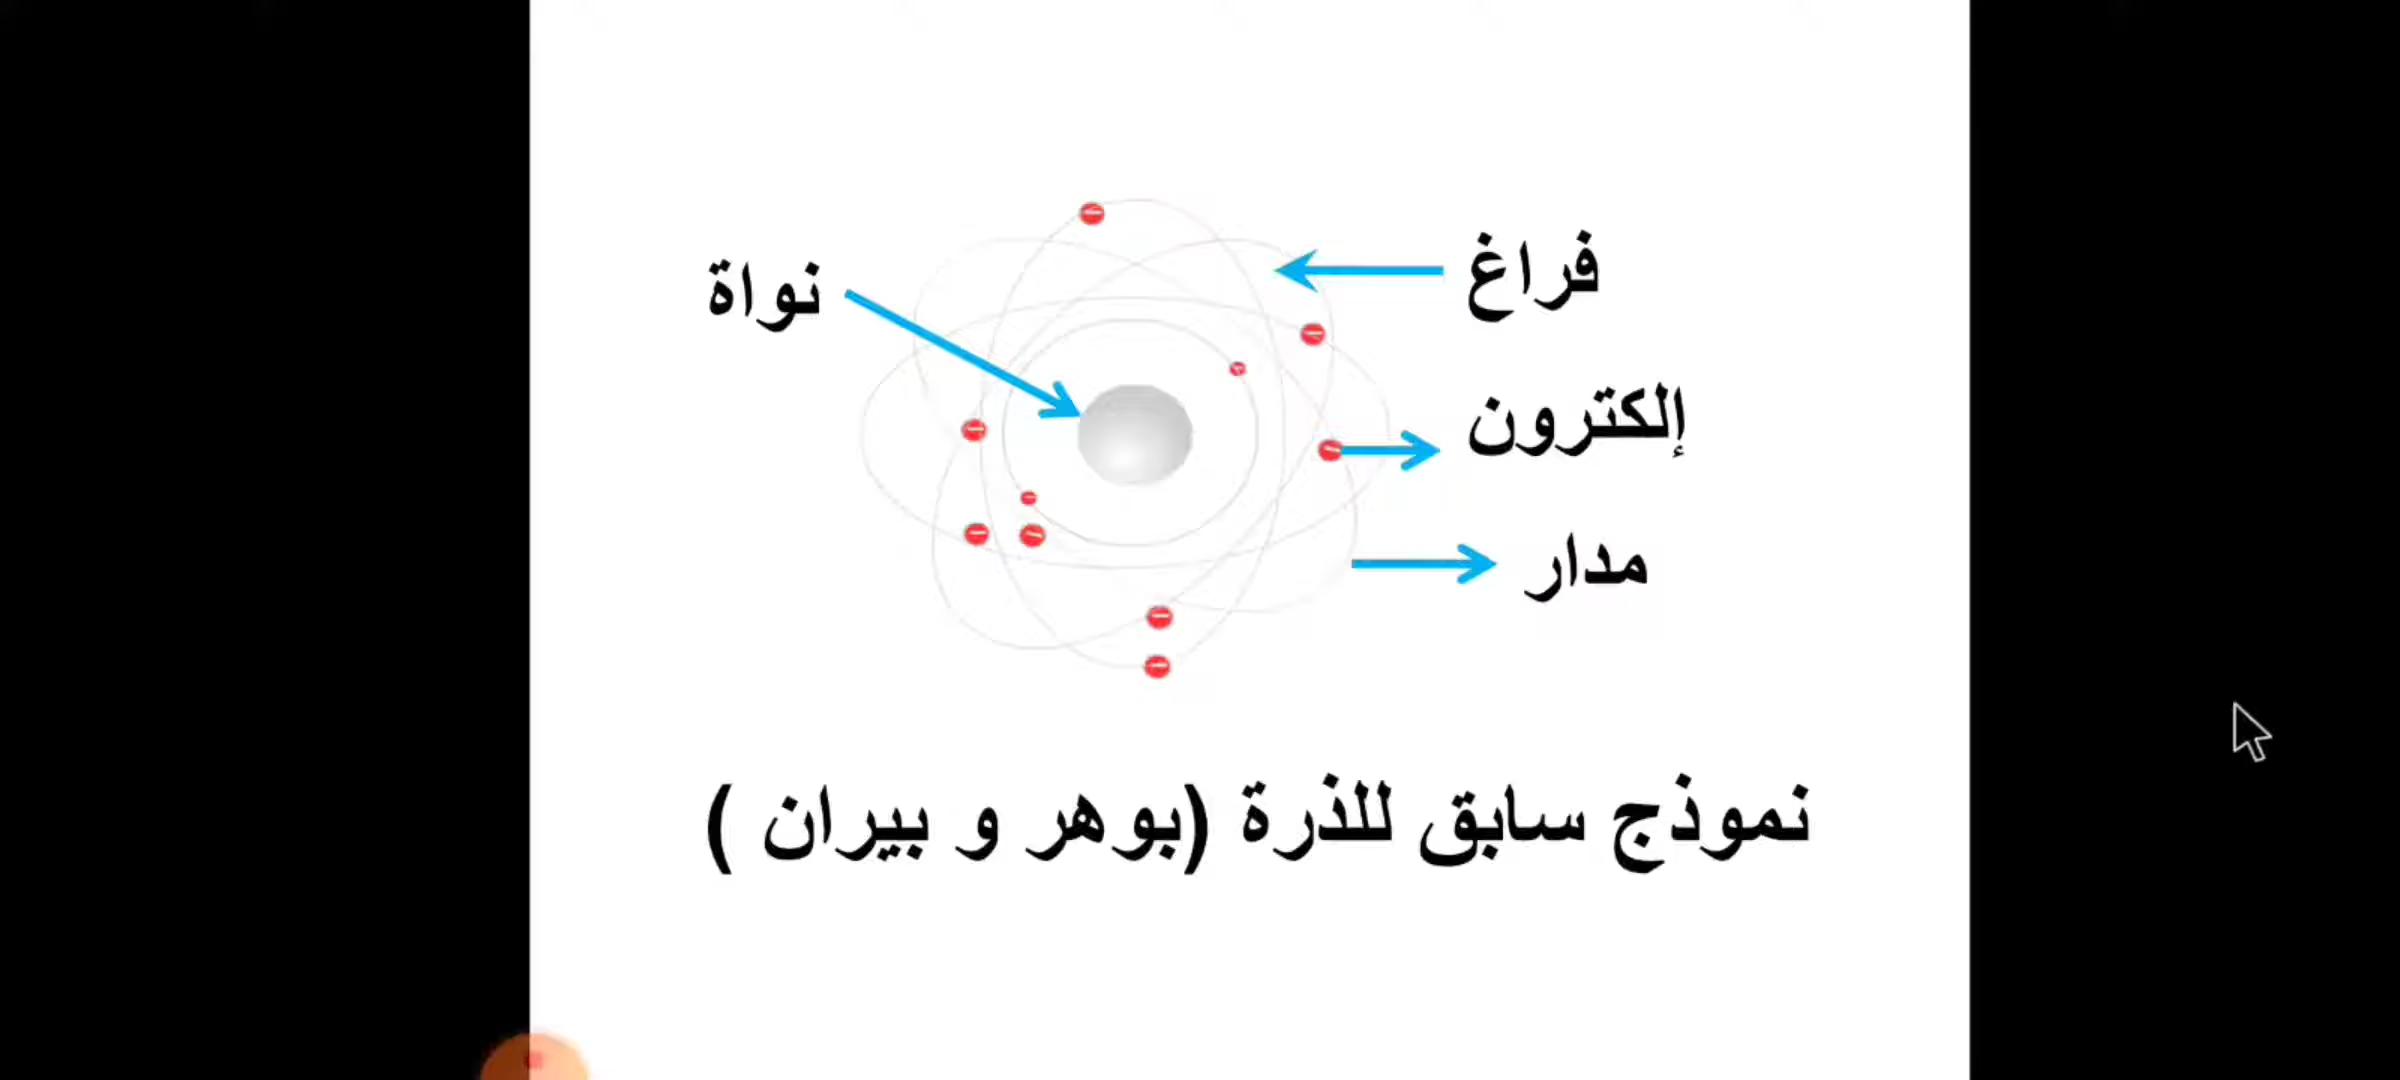 فراغ
نواة
إلكترون
مدار
نموذج سابق للذرة (بوهر و بيران )